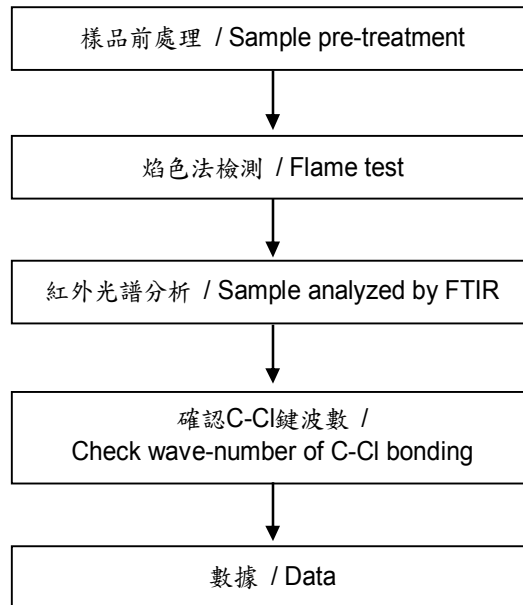 樣品前處理 / Sample pre-treatment
焰色法檢測 / Flame test
紅外光譜分析 / Sample analyzed by FTIR
確認C-Cl鍵波數 /
Check wave-number of C-Cl bonding
數據 / Data